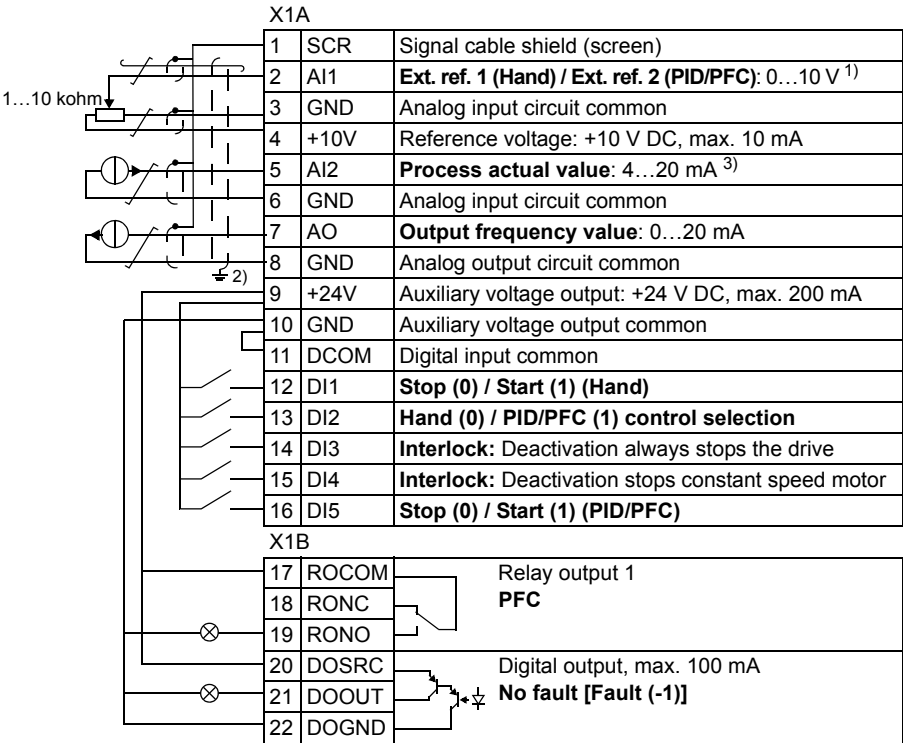 X1A
1 SCR Signal cable shield (screen)
2 AI1 Ext. ref. 1 (Hand) / Ext. ref. 2 (PID/PFC): 0…10 V 1)
1…10 kohm
3 GND Analog input circuit common
4 +10V Reference voltage: +10 V DC, max. 10 mA
5 AI2 Process actual value: 4…20 mA 3)
6 GND Analog input circuit common
7 AO Output frequency value: 0…20 mA
8 GND Analog output circuit common
2)
9 +24V Auxiliary voltage output: +24 V DC, max. 200 mA
10 GND Auxiliary voltage output common
11 DCOM Digital input common
12 DI1 Stop (0) / Start (1) (Hand)
13 DI2 Hand (0) / PID/PFC (1) control selection
14 DI3 Interlock: Deactivation always stops the drive
15 DI4 Interlock: Deactivation stops constant speed motor
16 DI5 Stop (0) / Start (1) (PID/PFC)
X1B
17 ROCOM Relay output 1
18 RONC PFC
19 RONO
20 DOSRC Digital output, max. 100 mA
21 DOOUT No fault [Fault (-1)]
22 DOGND